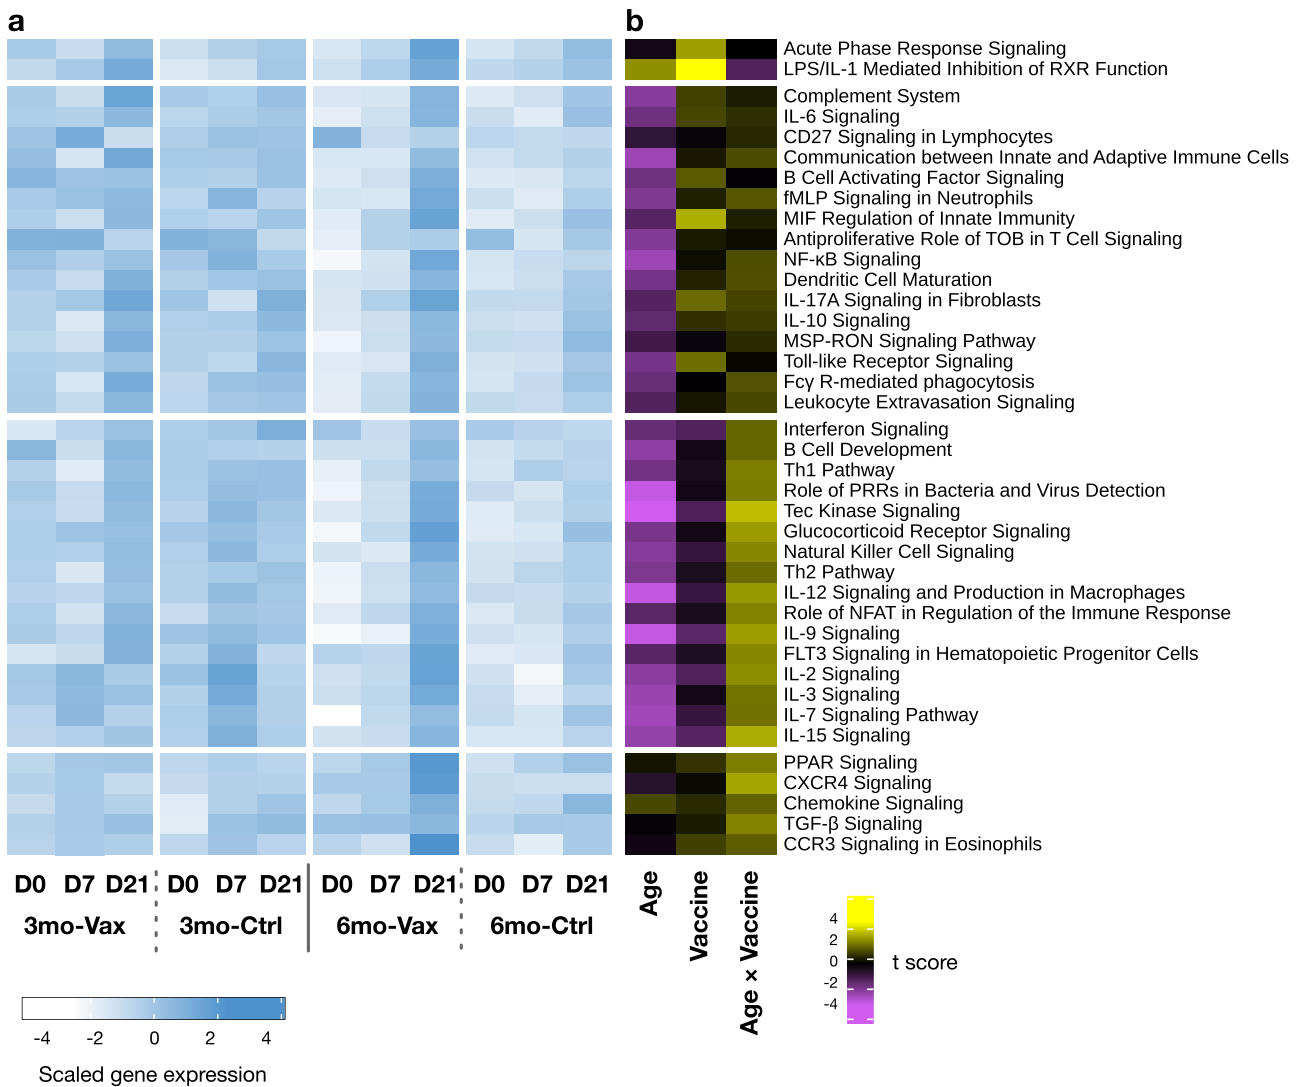 a
b
Acute Phase Response Signaling
LPS/IL-1 Mediated Inhibition of RXR Function
Complement System
IL-6 Signaling
CD27 Signaling in Lymphocytes
Communication between Innate and Adaptive Immune Cells
B Cell Activating Factor Signaling
fMLP Signaling in Neutrophils
MIF Regulation of Innate Immunity
Antiproliferative Role of TOB in T Cell Signaling
NF-κB Signaling
Dendritic Cell Maturation
IL-17A Signaling in Fibroblasts
IL-10 Signaling
MSP-RON Signaling Pathway
Toll-like Receptor Signaling
Fcγ R-mediated phagocytosis
Leukocyte Extravasation Signaling
Interferon Signaling
B Cell Development
Th1 Pathway
Role of PRRs in Bacteria and Virus Detection
Tec Kinase Signaling
Glucocorticoid Receptor Signaling
Natural Killer Cell Signaling
Th2 Pathway
IL-12 Signaling and Production in Macrophages
Role of NFAT in Regulation of the Immune Response
IL-9 Signaling
FLT3 Signaling in Hematopoietic Progenitor Cells
IL-2 Signaling
IL-3 Signaling
IL-7 Signaling Pathway
IL-15 Signaling
PPAR Signaling
CXCR4 Signaling
Chemokine Signaling
TGF-β Signaling
CCR3 Signaling in Eosinophils
D0 D7 D21 D0 D7 D21 D0 D7 D21 D0 D7 D21
3mo-Vax 3mo-Ctrl 6mo-Vax 6mo-Ctrl
Age
Vaccine
Age × Vaccine
4
2
0
-2
-4
t score
-4 -2 0 2 4
Scaled gene expression